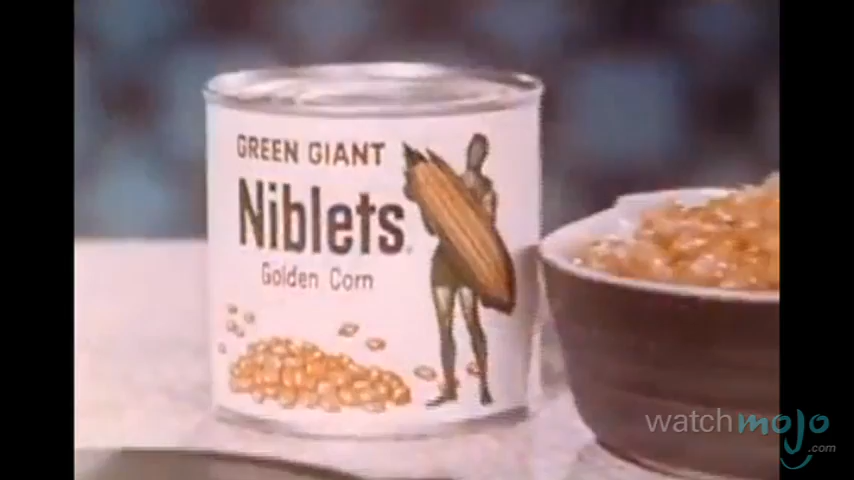 GREEN GIANT
Niblets
Golden Corn
watchmojo
.com